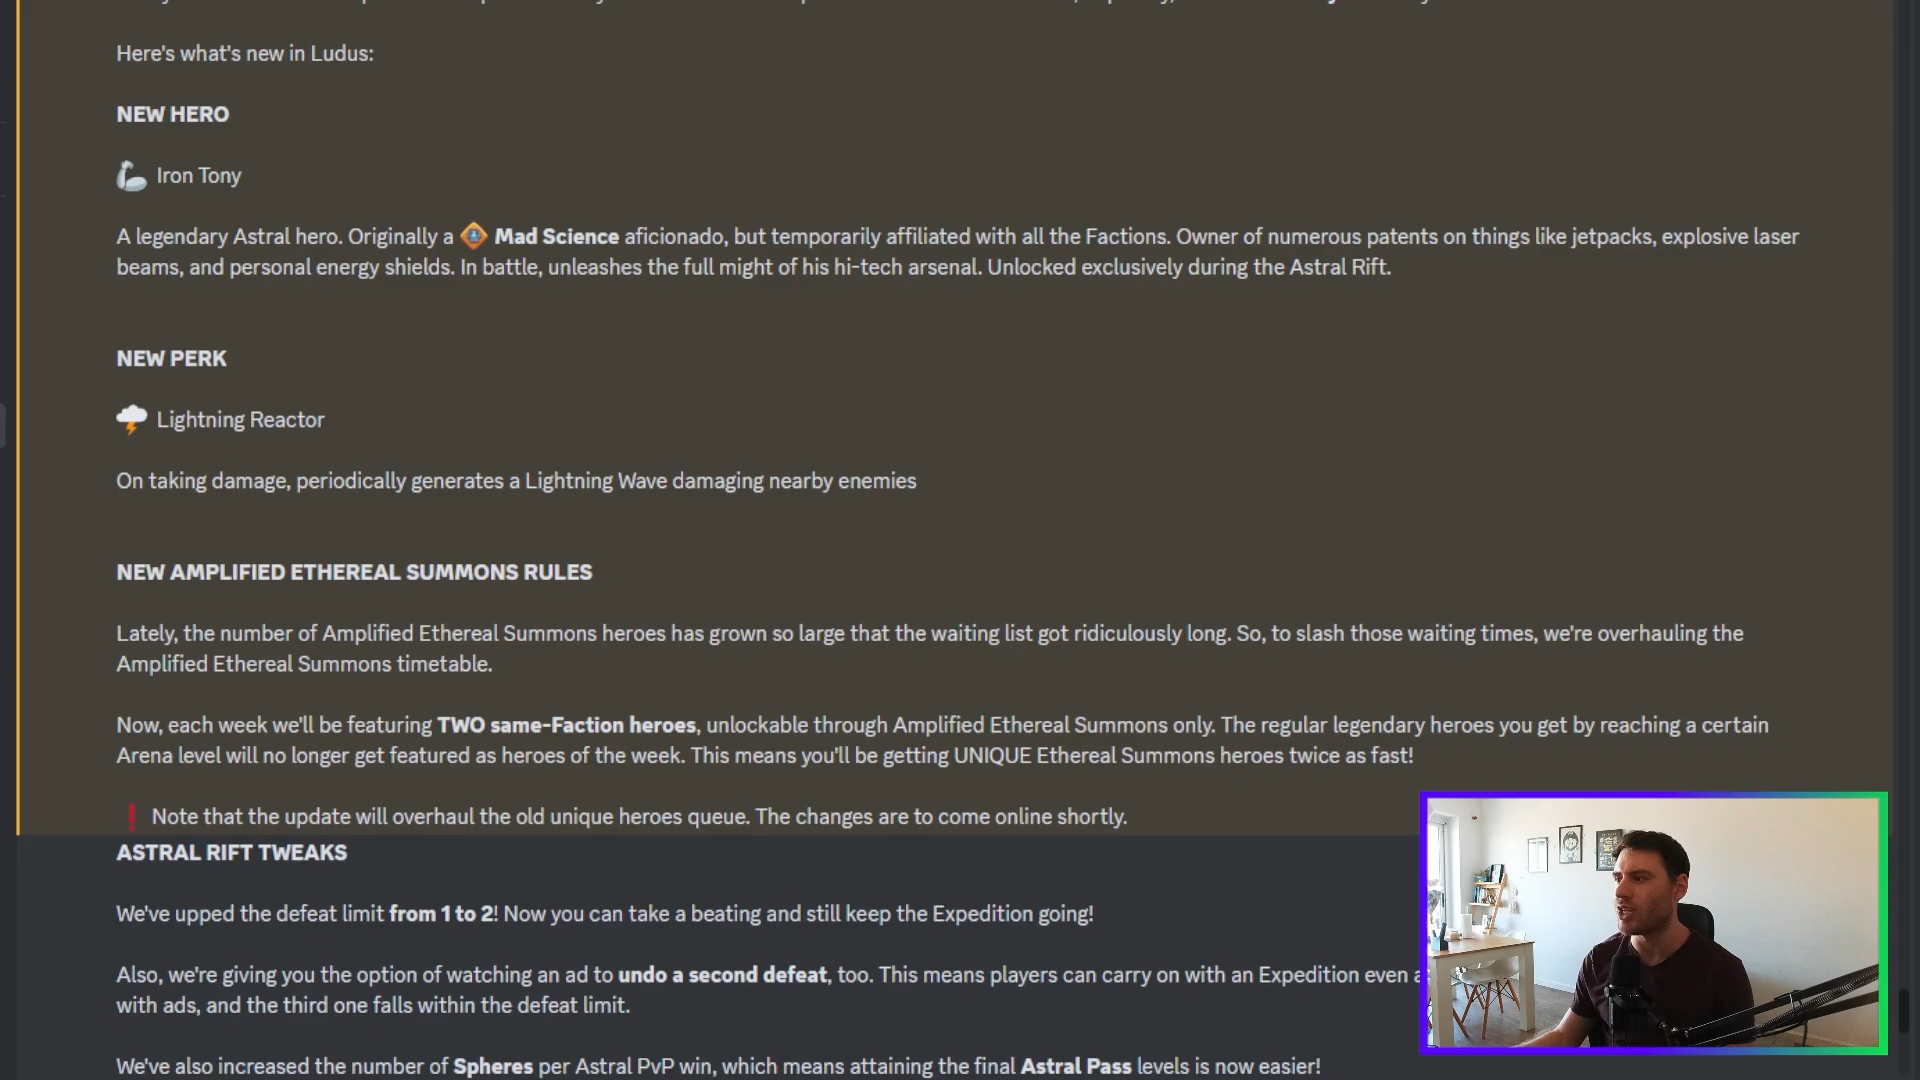 Here's what's new in Ludus:
NEW HERO
Iron Tony
A legendary Astral hero. Originally a Mad Science aficionado, but temporarily affiliated with all the Factions. Owner of numerous patents on things like jetpacks, explosive laser
beams, and personal energy shields. In battle, unleashes the full might of his hi-tech arsenal. Unlocked exclusively during the Astral Rift.
NEW PERK
Lightning Reactor
On taking damage, periodically generates a Lightning Wave damaging nearby enemies
NEW AMPLIFIED ETHEREAL SUMMONS RULES
Lately, the number of Amplified Ethereal Summons heroes has grown so large that the waiting list got ridiculously long. So, to slash those waiting times, we're overhauling the
Amplified Ethereal Summons timetable.
Now, each week we'll be featuring TWO same-Faction heroes, unlockable through Amplified Ethereal Summons only. The regular legendary heroes you get by reaching a certain
Arena level will no longer get featured as heroes of the week. This means you'll be getting UNIQUE Ethereal Summons heroes twice as fast!
❗ Note that the update will overhaul the old unique heroes queue. The changes are to come online shortly.
ASTRAL RIFT TWEAKS
We've upped the defeat limit from 1 to 2! Now you can take a beating and still keep the Expedition going!
Also, we're giving you the option of watching an ad to undo a second defeat, too. This means players can carry on with an Expedition even
with ads, and the third one falls within the defeat limit.
We've also increased the number of Spheres per Astral PvP win, which means attaining the final Astral Pass levels is now easier!